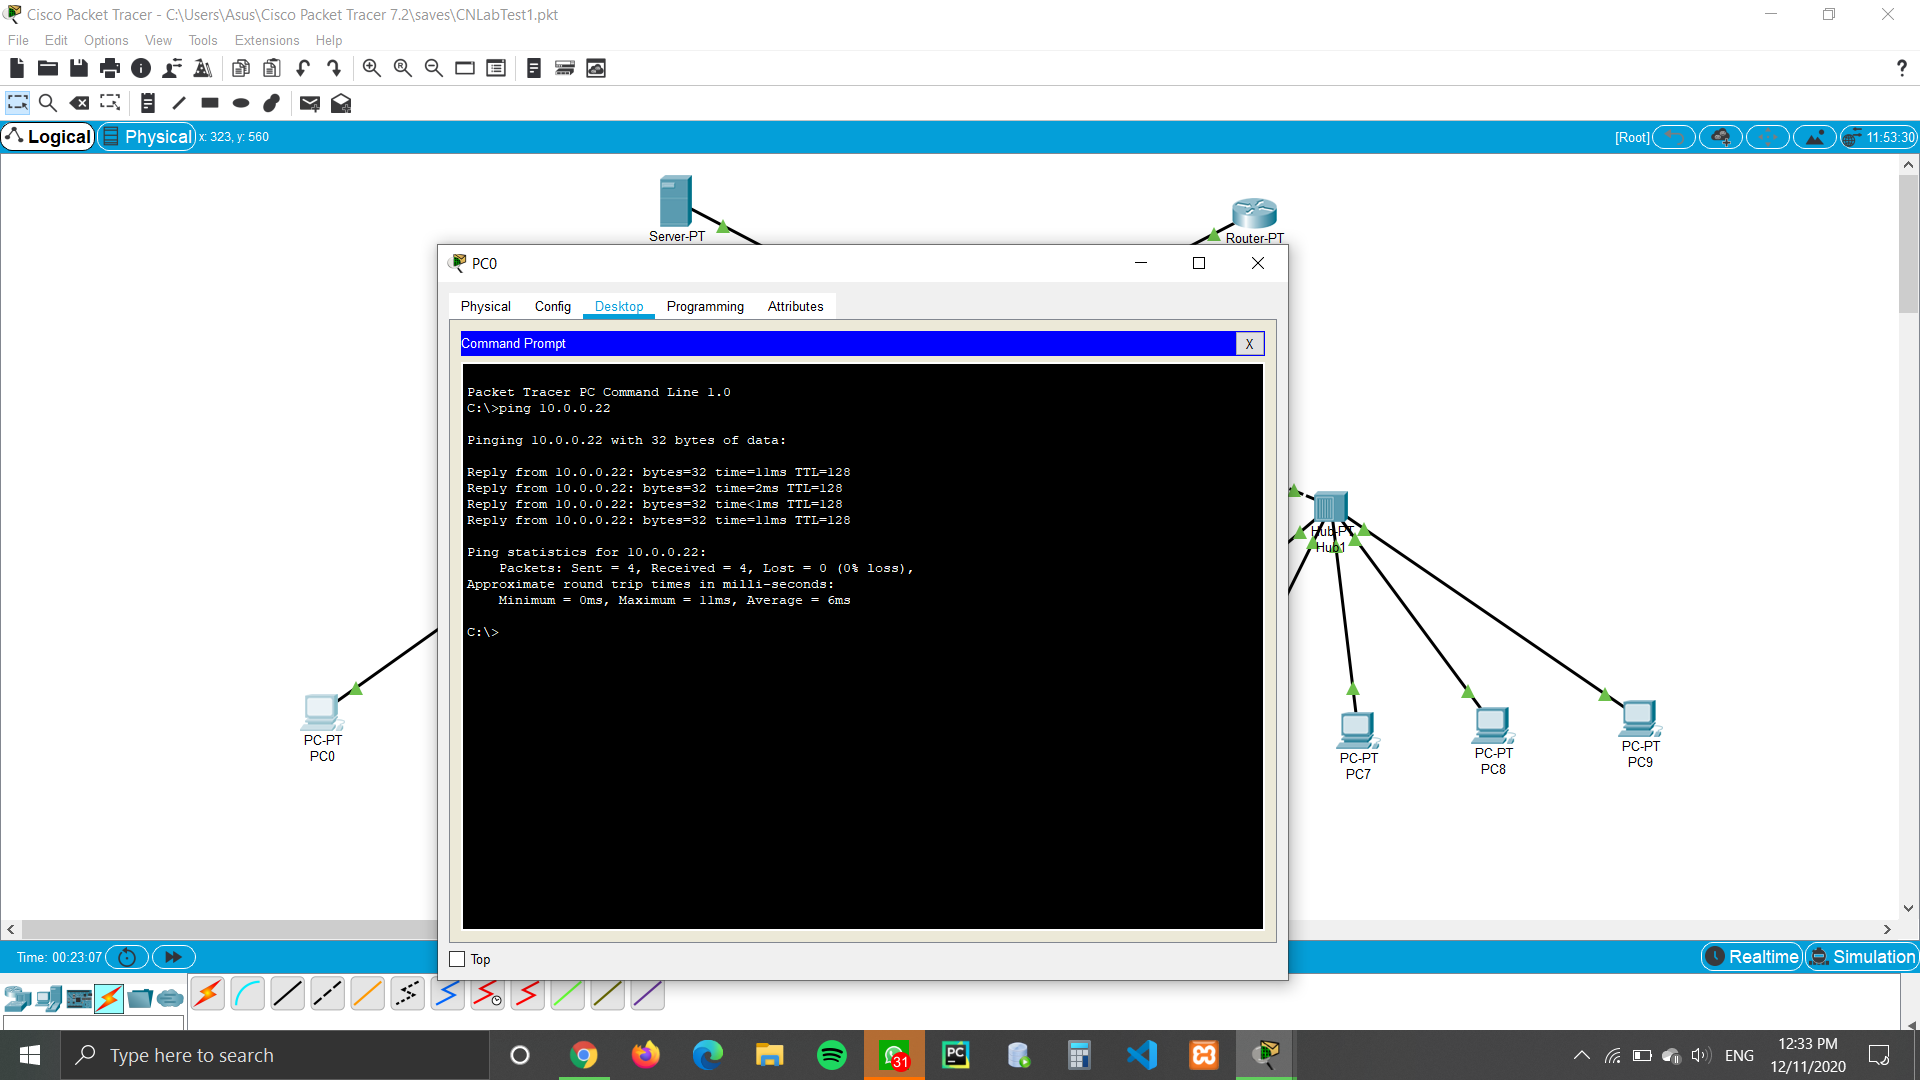 Cisco Packet Tracer - C:\Users\Asus\Cisco Packet Tracer 7.2\saves\CNLabTest1.pkt
File Edit Options View Tools Extensions Help
?
Logical Physical x: 323, y: 560 [Root] 11:53:30
Server-PT
Router-PT
PC0
Physical Config Desktop Programming Attributes
Command Prompt X
Packet Tracer PC Command Line 1.0
C:\>ping 10.0.0.22
Pinging 10.0.0.22 with 32 bytes of data:
Reply from 10.0.0.22: bytes=32 time=11ms TTL=128
Reply from 10.0.0.22: bytes=32 time=2ms TTL=128
Reply from 10.0.0.22: bytes=32 time<1ms TTL=128
Reply from 10.0.0.22: bytes=32 time=11ms TTL=128
Ping statistics for 10.0.0.22:
Packets: Sent = 4, Received = 4, Lost = 0 (0% loss),
Approximate round trip times in milli-seconds:
Minimum = 0ms, Maximum = 11ms, Average = 6ms
C:\>
Hub-PT
Hub1
PC-PT
PC0
PC-PT
PC7
PC-PT
PC8
PC-PT
PC9
Top
Time: 00:23:07 Realtime Simulation
Type here to search
31
PC
ENG
12:33 PM
12/11/2020